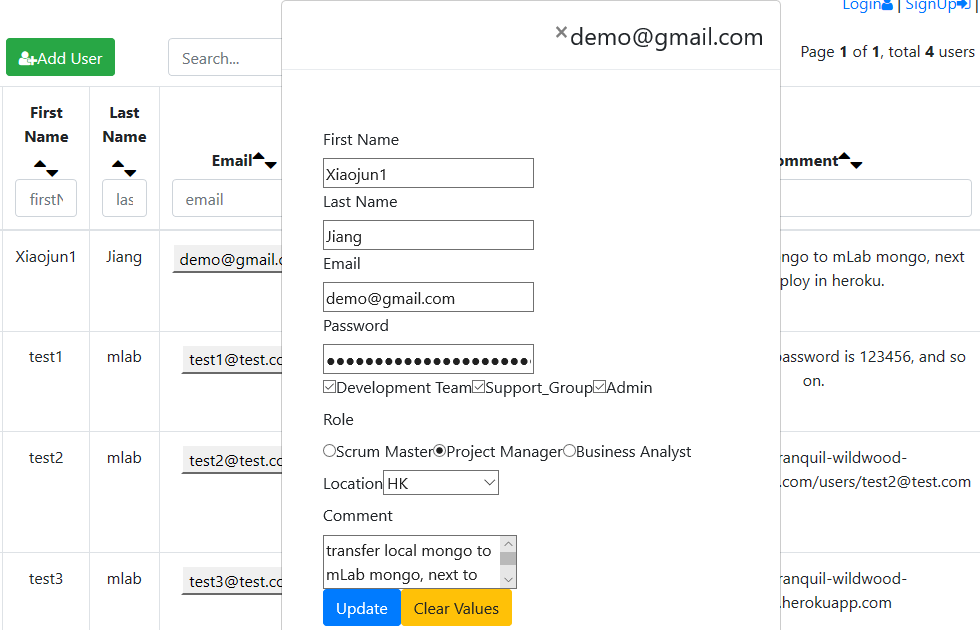 Login | SignUp |
demo@gmail.com
Add User
Search...
Page 1 of 1, total 4 users
First Name
Last Name
Email
omment
firstN
las
email
Xiaojun1 Jiang demo@gmail.c
ngo to mLab mongo, next
ploy in heroku.
test1 mlab test1@test.co
password is 123456, and so
on.
test2 mlab test2@test.co
ranquil-wildwood-
.com/users/test2@test.com
test3 mlab test3@test.co
ranquil-wildwood-
.herokuapp.com
First Name
Xiaojun1
Last Name
Jiang
Email
demo@gmail.com
Password
Development Team Support_Group Admin
Role
Scrum Master Project Manager Business Analyst
Location HK
Comment
transfer local mongo to
mLab mongo, next to
Update Clear Values